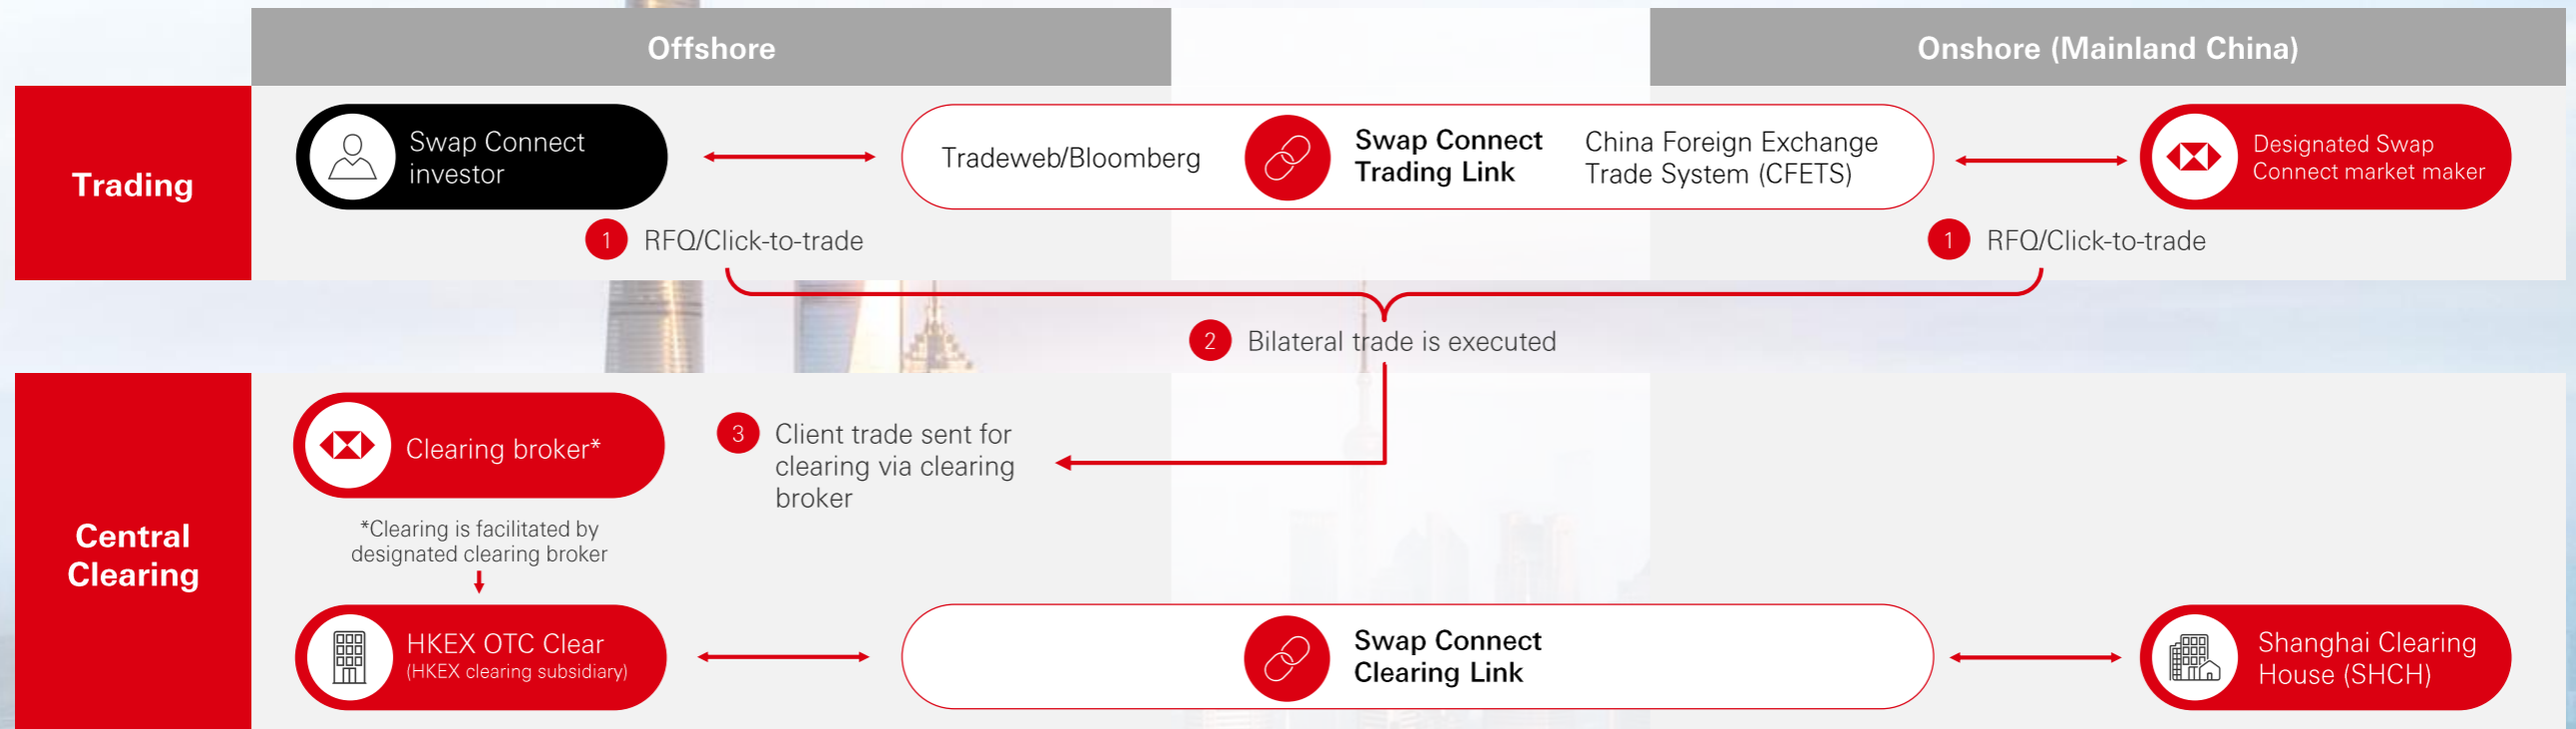 Offshore
Onshore (Mainland China)
Trading
Swap Connect
investor
Tradeweb/Bloomberg
Swap Connect
Trading Link
China Foreign Exchange
Trade System (CFETS)
Designated Swap
Connect market maker
1 RFQ/Click-to-trade
1 RFQ/Click-to-trade
2 Bilateral trade is executed
Central
Clearing
Clearing broker*
*Clearing is facilitated by
designated clearing broker
3 Client trade sent for
clearing via clearing
broker
HKEX OTC Clear
(HKEX clearing subsidiary)
Swap Connect
Clearing Link
Shanghai Clearing
House (SHCH)